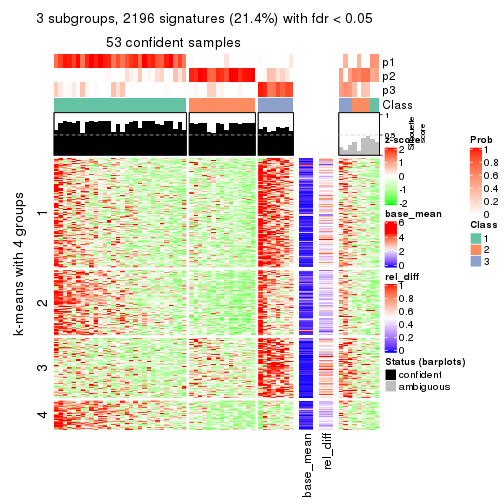 3 subgroups, 2196 signatures (21.4%) with fdr < 0.05
53 confident samples
p1
p2
p3
Class
1
0.5
Silhouette score
k-means with 4 groups
1
2
3
4
base_mean
rel_diff
z-score
2
1
0
-1
-2
base_mean
6
4
2
0
rel_diff
1
0.8
0.6
0.4
0.2
0
Status (barplots)
confident
ambiguous
Prob
1
0.8
0.6
0.4
0.2
0
Class
1
2
3